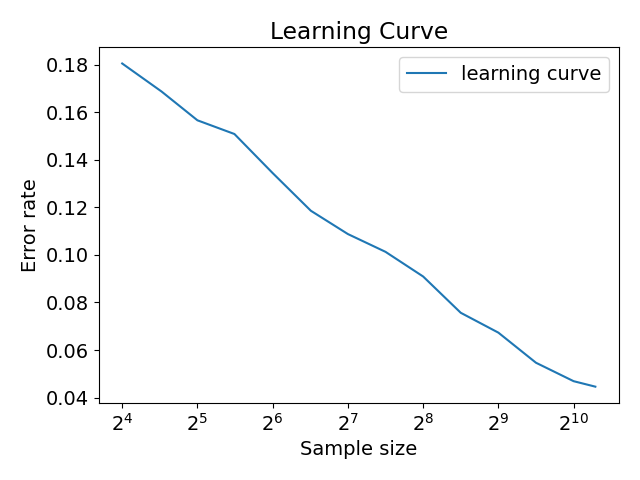 Learning Curve
learning curve
Error rate
0.18
0.16
0.14
0.12
0.10
0.08
0.06
0.04
2⁴ 2⁵ 2⁶ 2⁷ 2⁸ 2⁹ 2¹⁰
Sample size